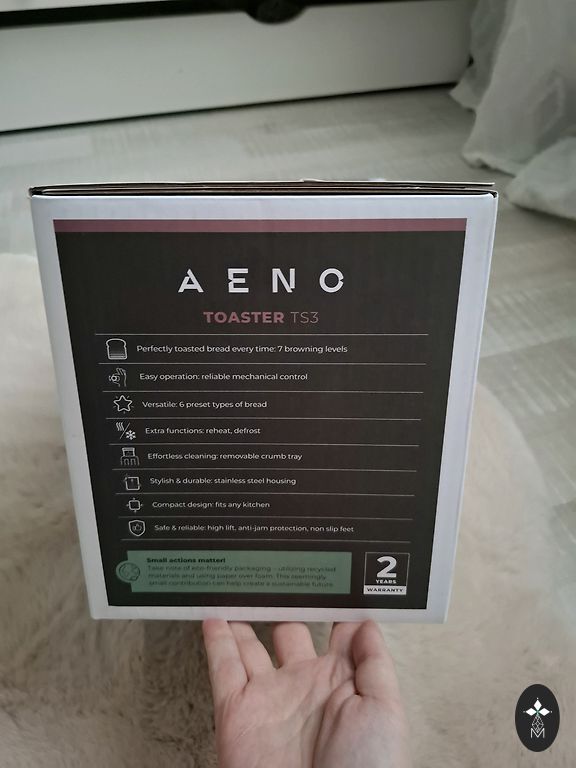 AENO
TOASTER TS3
Perfectly toasted bread every time: 7 browning levels
Easy operation: reliable mechanical control
Versatile: 6 preset types of bread
Extra functions: reheat, defrost
Effortless cleaning: removable crumb tray
Stylish & durable: stainless steel housing
Compact design: fits any kitchen
Safe & reliable: high lift, anti-jam protection, non slip feet
Small actions matter!
Take note of eco-friendly packaging - utilizing recycled
materials and using paper over foam. This seemingly
small contribution can help create a sustainable future.
2
YEARS
WARRANTY
M